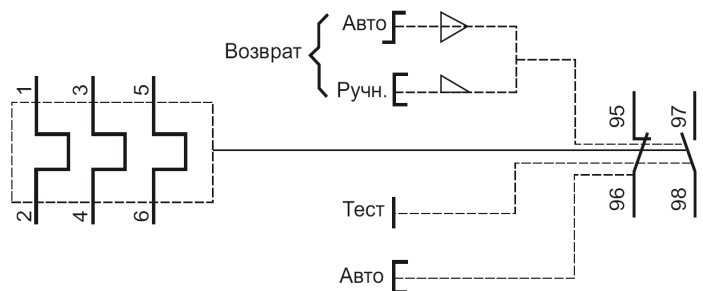 Авто
Возврат
Ручн.
1 3 5
95 97
2 4 6
96 98
Тест
Авто